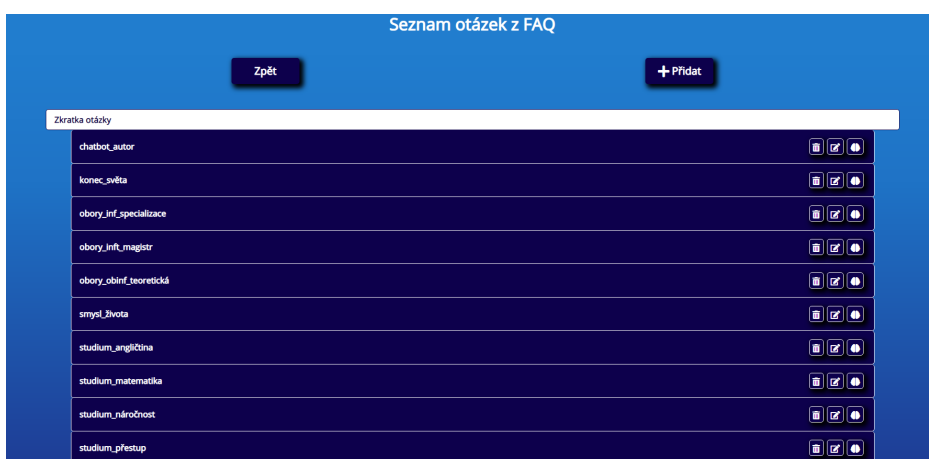 Seznam otázek z FAQ
Zpět
Přidat
Zkratka otázky
chatbot_autor
konec_světa
obory_inf_specializace
obory_inft_magistr
obory_obinf_teoretická
smysl_života
studium_angličtina
studium_matematika
studium_náročnost
studium_přestup